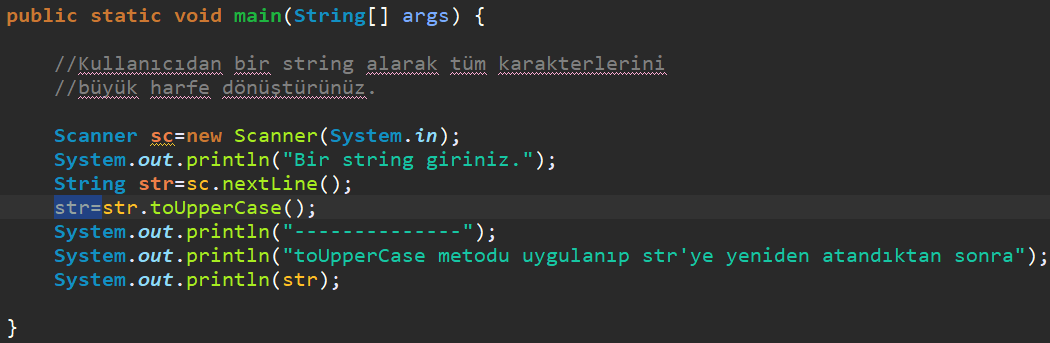 public static void main(String[] args) {
//Kullanıcıdan bir string alarak tüm karakterlerini
//büyük harfe dönüştürünüz.
Scanner sc=new Scanner(System.in);
System.out.println("Bir string giriniz.");
String str=sc.nextLine();
str=str.toUpperCase();
System.out.println("--------------");
System.out.println("toUpperCase metodu uygulanıp str'ye yeniden atandıktan sonra");
System.out.println(str);
}